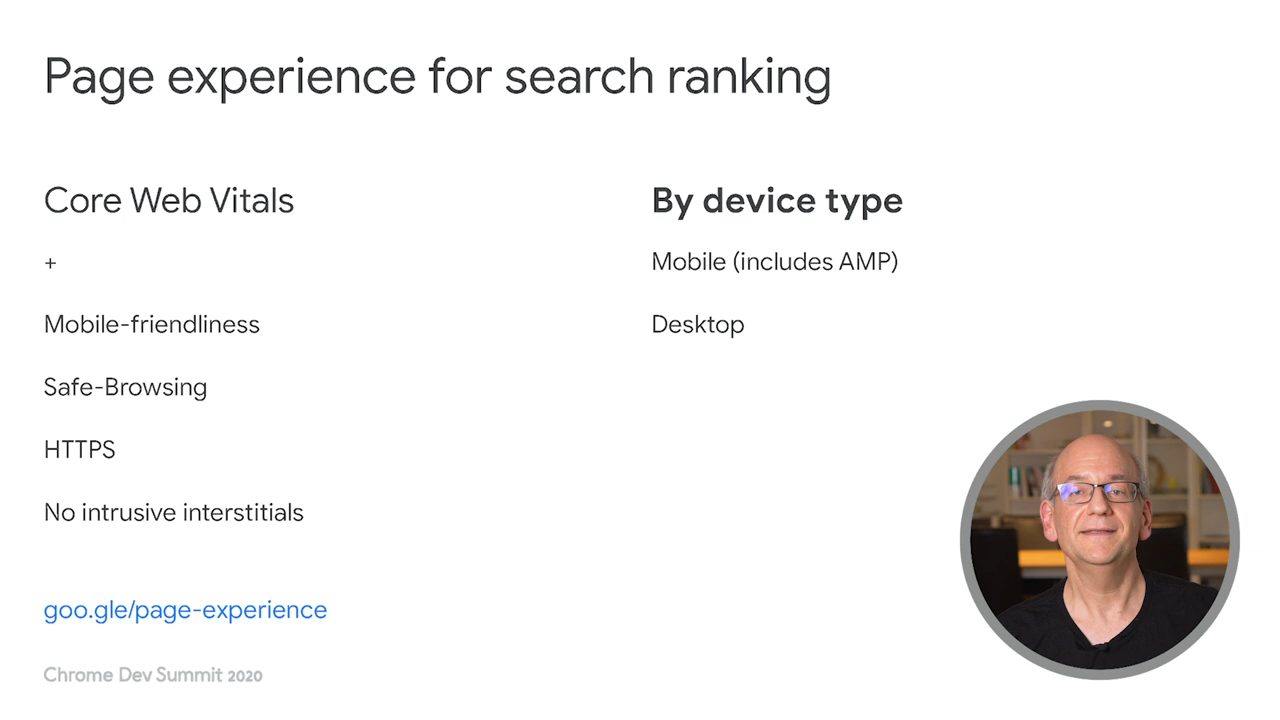 Page experience for search ranking
Core Web Vitals
+
Mobile-friendliness
Safe-Browsing
HTTPS
No intrusive interstitials
By device type
Mobile (includes AMP)
Desktop
goo.gle/page-experience
Chrome Dev Summit 2020